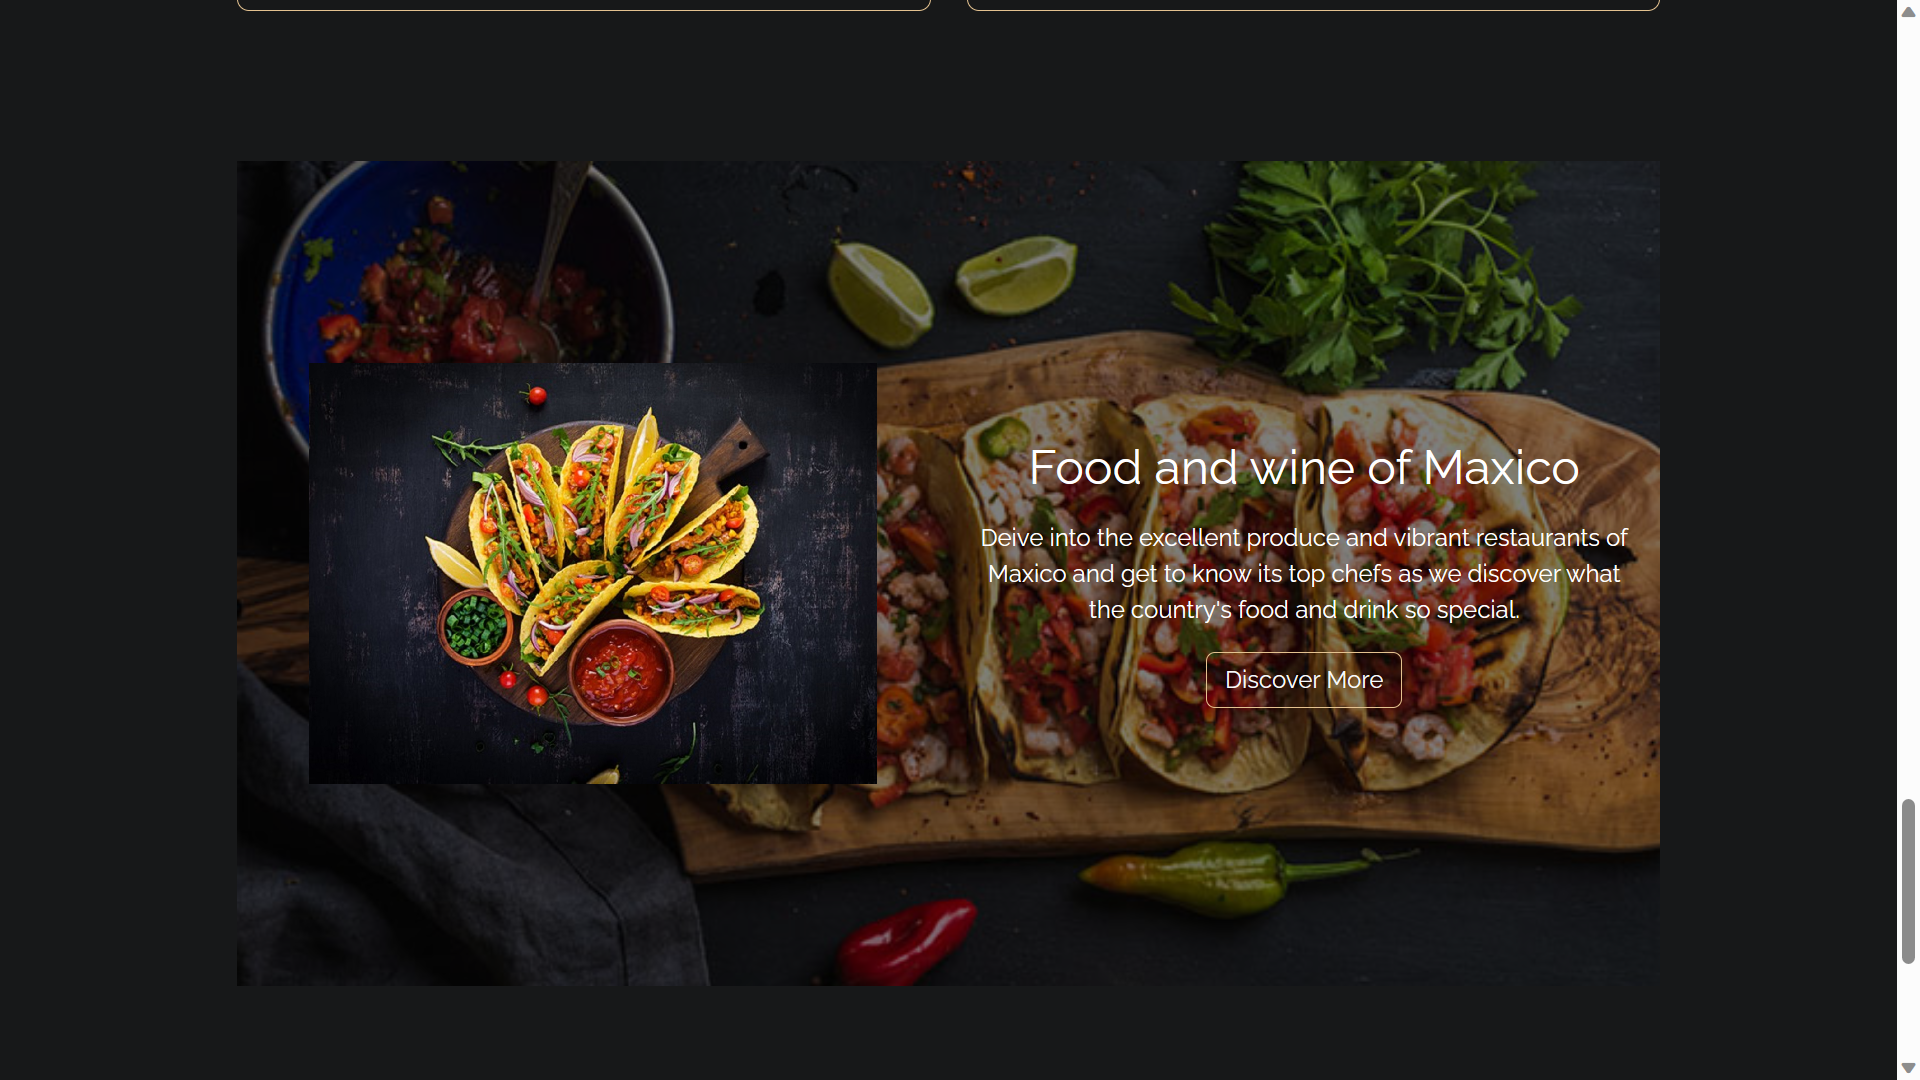 Food and wine of Maxico
Deive into the excellent produce and vibrant restaurants of
Maxico and get to know its top chefs as we discover what
the country's food and drink so special.
Discover More